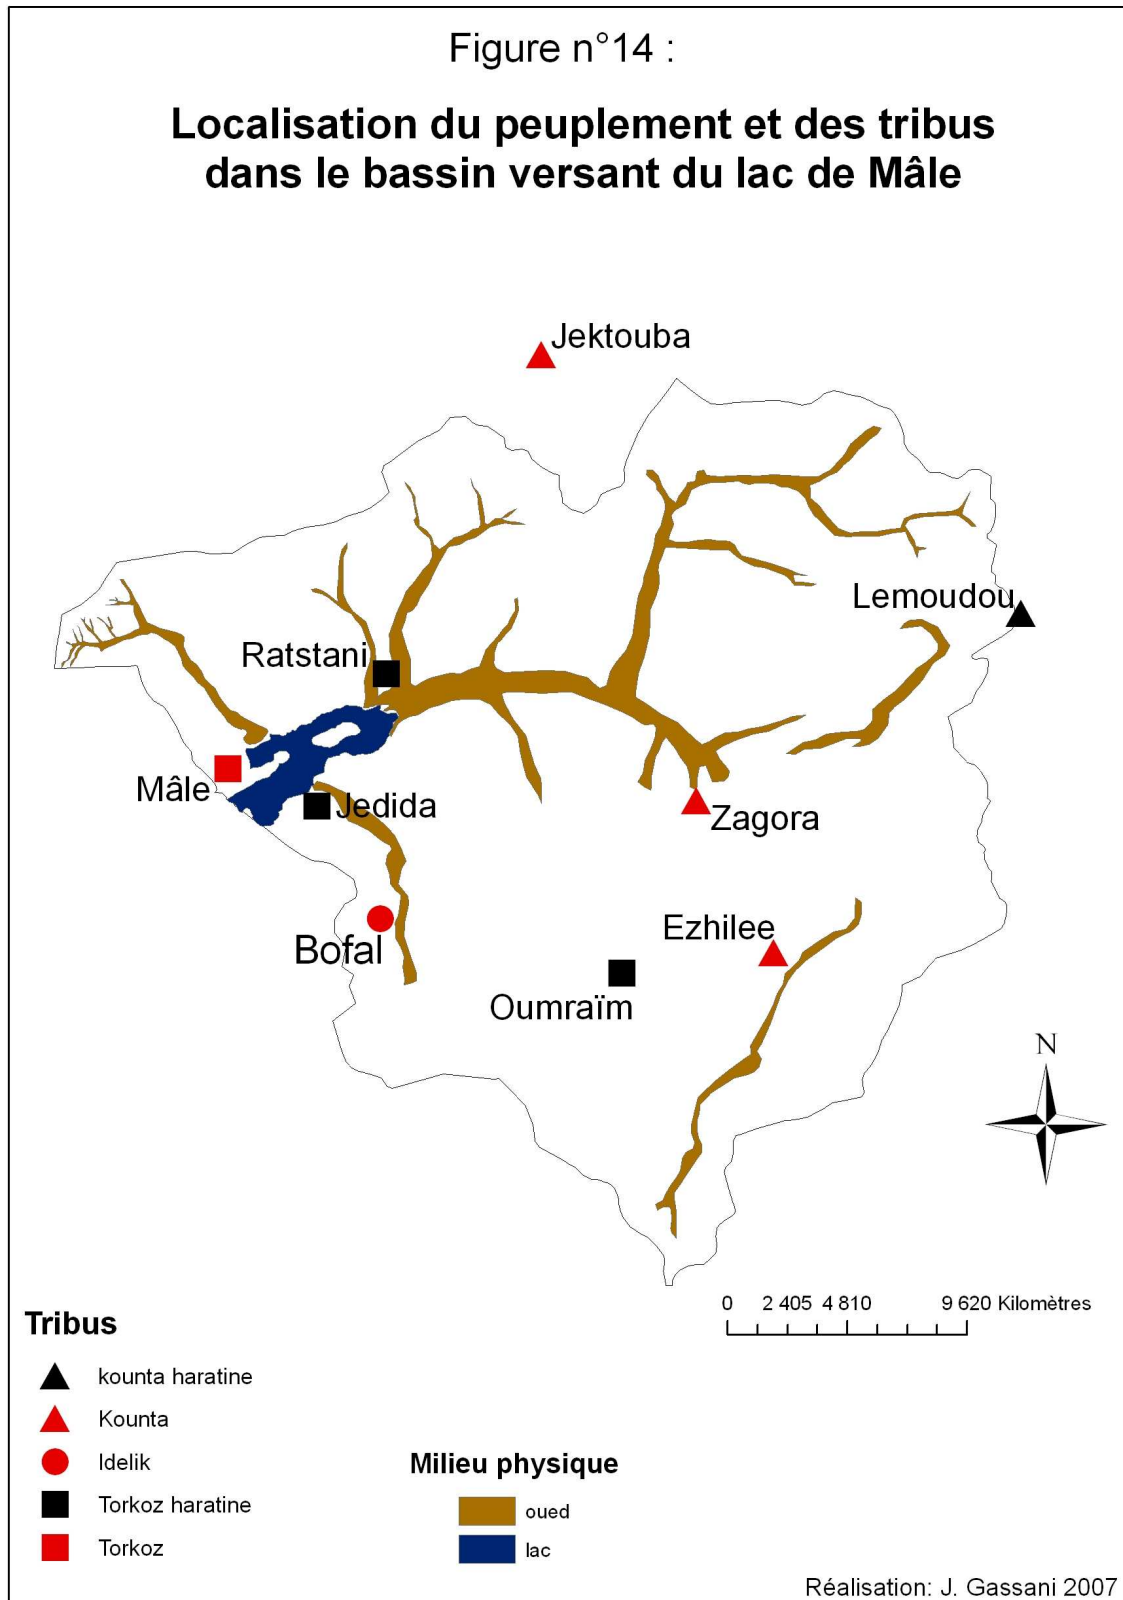 Figure n°14 :
Localisation du peuplement et des tribus
dans le bassin versant du lac de Mâle
Jektouba
Lemoudou
Ratstani
Mâle
Jedida
Zagora
Bofal
Ezhilee
Oumraïm
N
0 2 405 4 810 9 620 Kilomètres
Tribus
kounta haratine
Kounta
Idelik
Torkoz haratine
Torkoz
Milieu physique
oued
lac
Réalisation: J. Gassani 2007